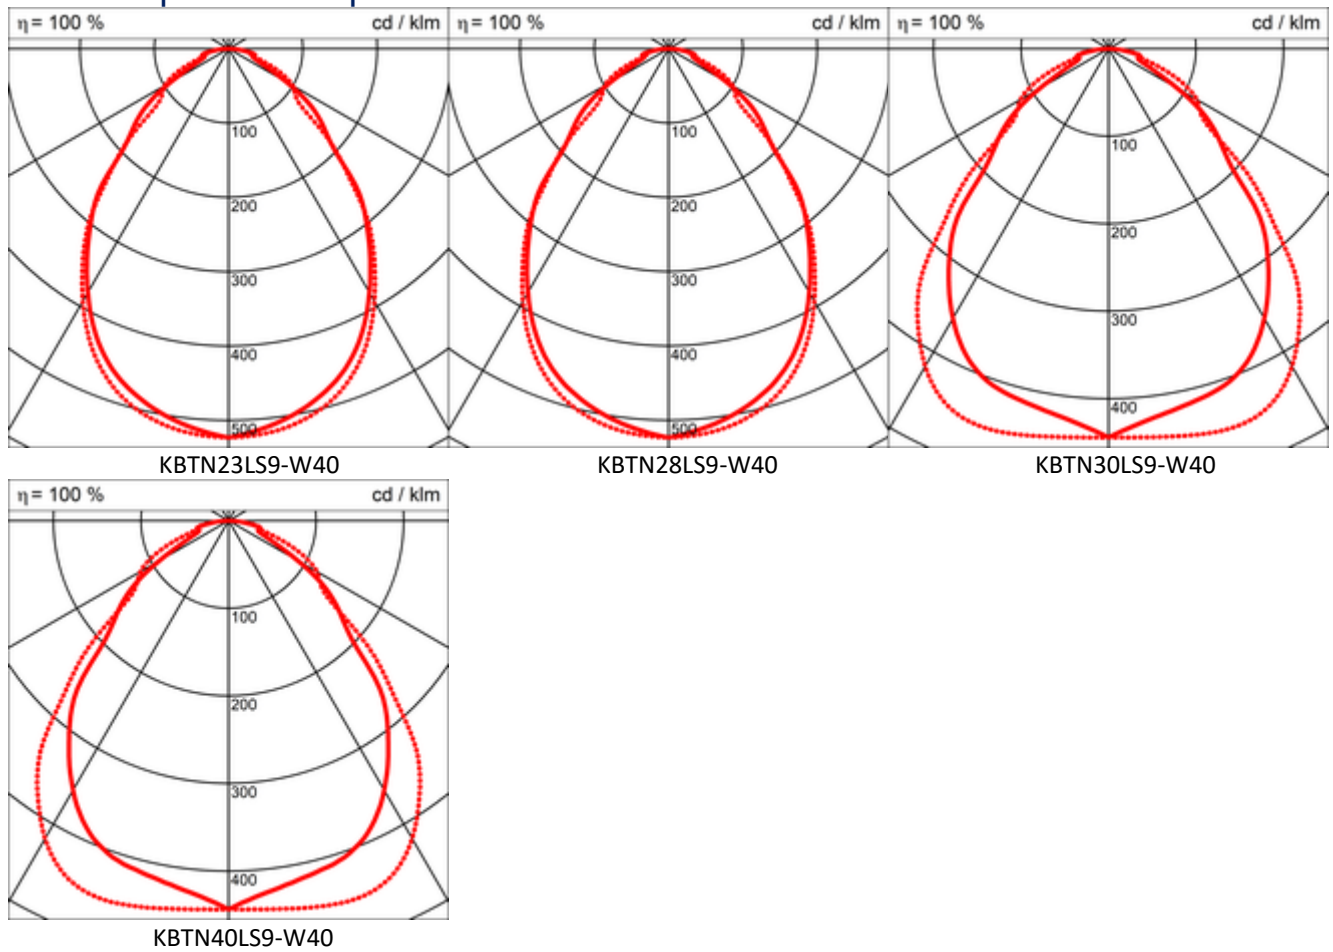 η = 100 % cd / klm η = 100 % cd / klm η = 100 % cd / klm
100 100 100
200 200 200
300 300 300
400 400 400
500 500
KBTN23LS9-W40 KBTN28LS9-W40 KBTN30LS9-W40
η = 100 % cd / klm
100
200
300
400
KBTN40LS9-W40